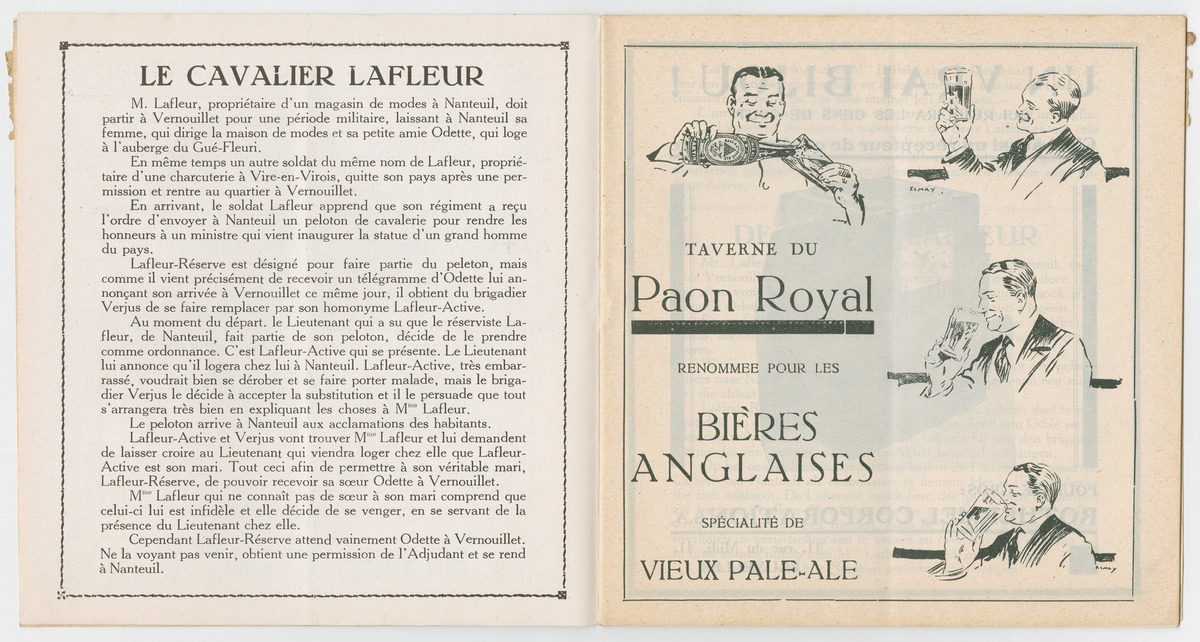 LE CAVALIER LAFLEUR
M. Lafleur, propriétaire d'un magasin de modes à Nanteuil, doit
partir à Vernouillet pour une période militaire, laissant à Nanteuil sa
femme, qui dirige la maison de modes et sa petite amie Odette, qui loge
à l'auberge du Gué-Fleuri.
En même temps un autre soldat du même nom de Lafleur, proprié-
taire d'une charcuterie à Vire-en-Virois, quitte son pays après une per-
mission et rentre au quartier à Vernouillet.
En arrivant, le soldat Lafleur apprend que son régiment a reçu
l'ordre d'envoyer à Nanteuil un peloton de cavalerie pour rendre les
honneurs à un ministre qui vient inaugurer la statue d'un grand homme
du pays.
Lafleur-Réserve est désigné pour faire partie du peleton, mais
comme il vient précisément de recevoir un télégramme d'Odette lui an-
nonçant son arrivée à Vernouillet ce même jour, il obtient du brigadier
Verjus de se faire remplacer par son homonyme Lafleur-Active.
Au moment du départ. le Lieutenant qui a su que le réserviste La-
fleur, de Nanteuil, fait partie de son peloton, décide de le prendre
comme ordonnance. C'est Lafleur-Active qui se présente. Le Lieutenant
lui annonce qu'il logera chez lui à Nanteuil. Lafleur-Active, très embar-
rassé, voudrait bien se dérober et se faire porter malade, mais le briga-
dier Verjus le décide à accepter la substitution et il le persuade que tout
s'arrangera très bien en expliquant les choses à Mme Lafleur.
Le peloton arrive à Nanteuil aux acclamations des habitants.
Lafleur-Active et Verjus vont trouver Mme Lafleur et lui demandent
de laisser croire au Lieutenant qui viendra loger chez elle que Lafleur-
Active est son mari. Tout ceci afin de permettre à son véritable mari,
Lafleur-Réserve, de pouvoir recevoir sa sœur Odette à Vernouillet.
Mme Lafleur qui ne connaît pas de sœur à son mari comprend que
celui-ci lui est infidèle et elle décide de se venger, en se servant de la
présence du Lieutenant chez elle.
Cependant Lafleur-Réserve attend vainement Odette à Vernouillet.
Ne la voyant pas venir, obtient une permission de l'Adjudant et se rend
à Nanteuil.
TAVERNE DU
Paon Royal
RENOMMEE POUR LES
BIÈRES
ANGLAISES
SPÉCIALITÉ DE
VIEUX PALE-ALE